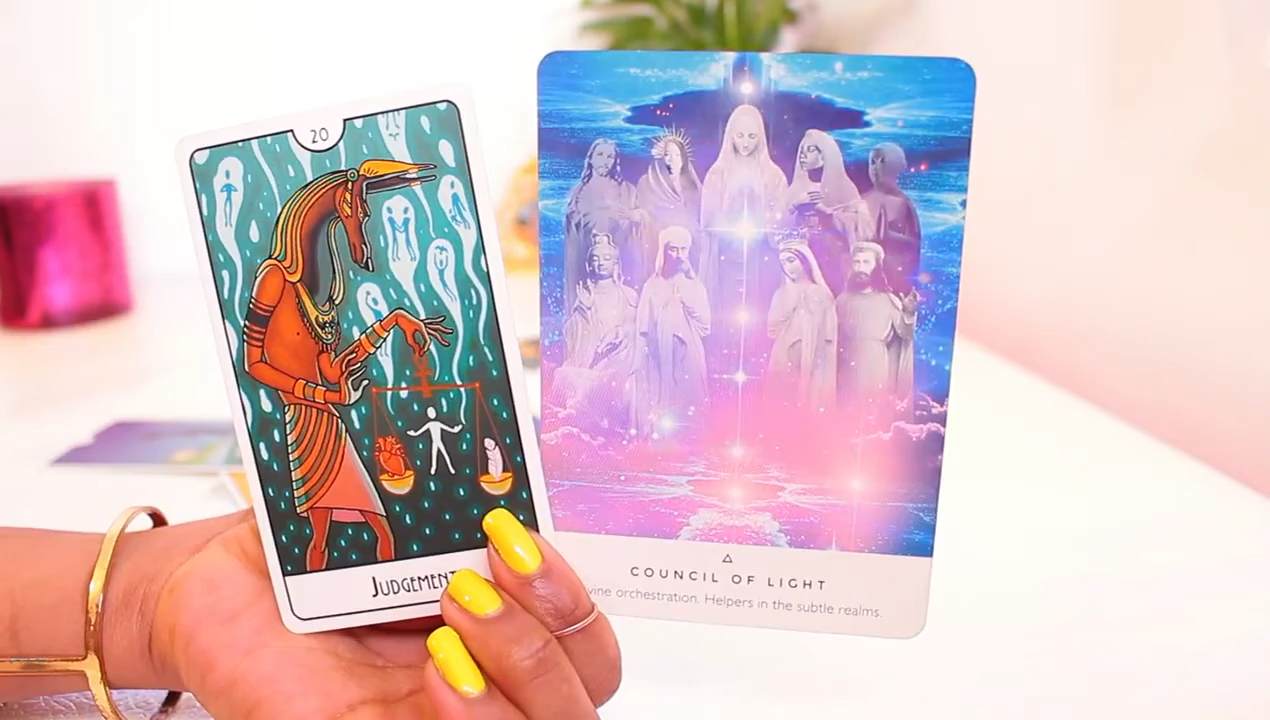 20
JUDGEMENT
COUNCIL OF LIGHT
orchestration. Helpers in the subtle realms.